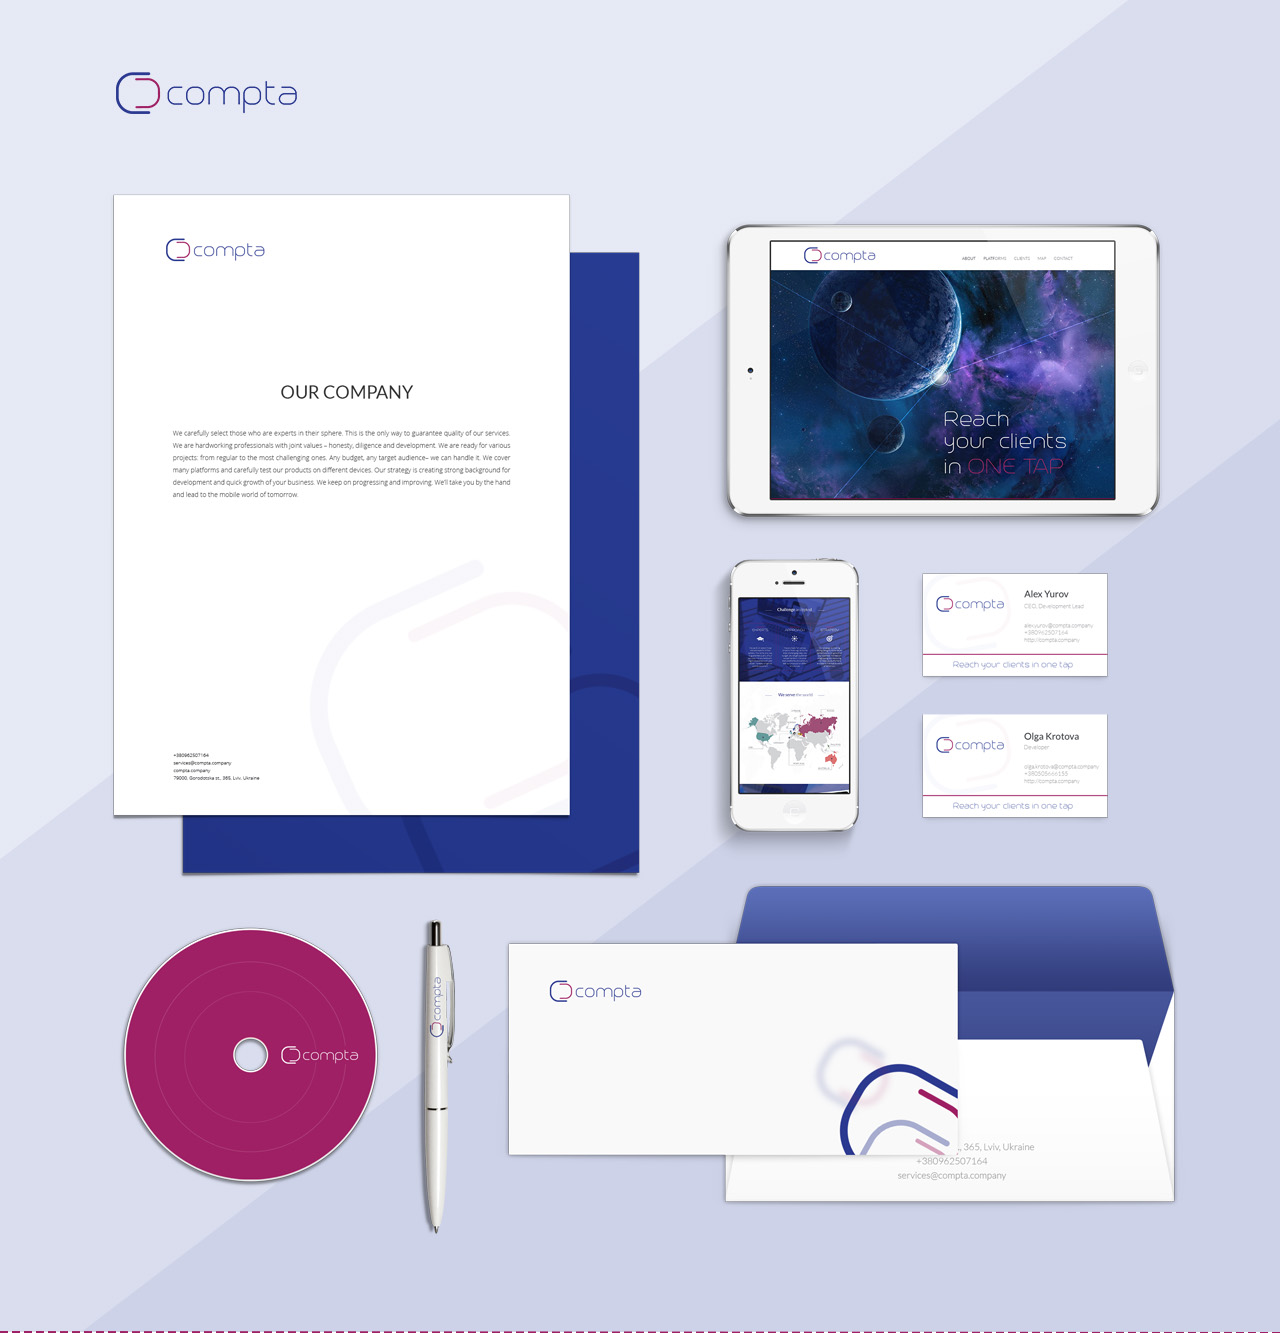 compta
compta
OUR COMPANY
We carefully select those who are experts in their sphere. This is the only way to guarantee quality of our services.
We are hardworking professionals with joint values – honesty, diligence and development. We are ready for various
projects: from regular to the most challenging ones. Any budget, any target audience– we can handle it. We cover
many platforms and carefully test our products on different devices. Our strategy is creating strong background for
development and quick growth of your business. We keep on progressing and improving. We'll take you by the hand
and lead to the mobile world of tomorrow.
+380962507164
services@compta.company
compta.company
79000, Gorodotska st., 365, Lviv, Ukraine
compta
ABOUT PLATFORMS CLIENTS MAP CONTACT
Reach
your clients
in ONE TAP
Challenge
We serve the world
compta
Alex Yurov
CEO, Development Lead
alex.yurov@compta.company
+380962507164
http://compta.company
Reach your clients in one tap
compta
Olga Krotova
Developer
olga.krotova@compta.company
http://compta.company
Reach your clients in one tap
compta
compta
compta
, 365, Lviv, Ukraine
+380962507164
services@compta.company